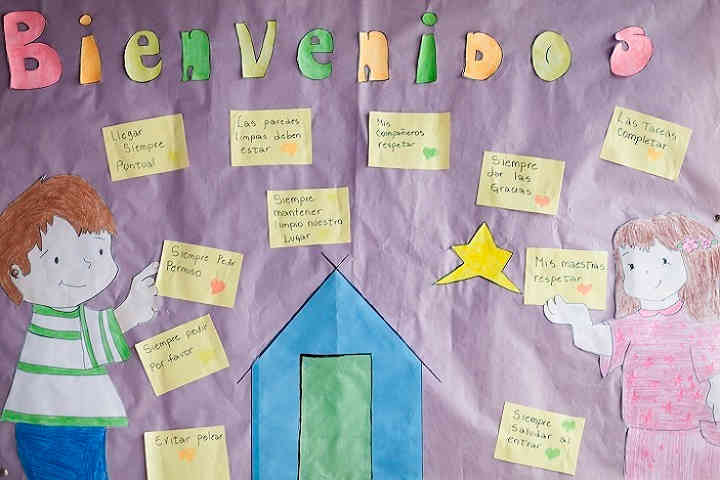 Bienvenidos
Llegar
Siempre
Puntual
Las paredes
limpias deben
estar
Mis
Compañeros
respetar
Siempre
dar las
Gracias
Las Tareas
Completar
Siempre
mantener
limpio nuestro
Lugar
Siempre Pedir
Permiso
Mis maestras
respetar
Siempre pedir
Por favor
Evitar pelear
Siempre
Saludar al
entrar